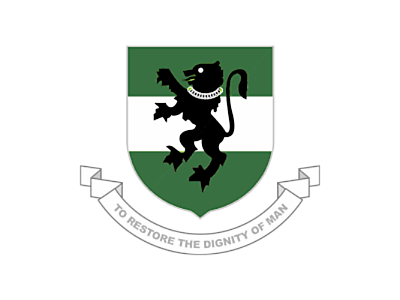 TO RESTORE THE DIGNITY OF MAN